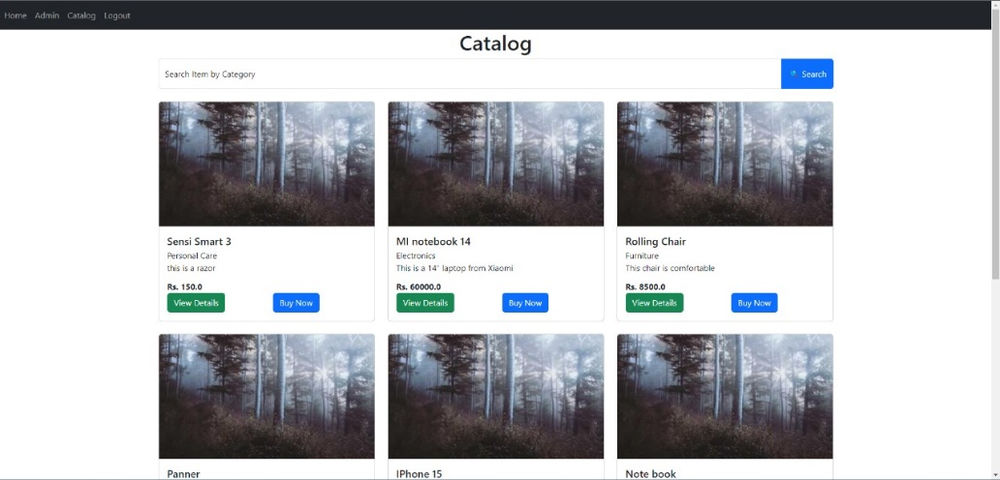 Home Admin Catalog Logout
Catalog
Search Item by Category
Search
Sensi Smart 3
Personal Care
this is a razor
Rs. 150.0
View Details Buy Now
MI notebook 14
Electronics
This is a 14" laptop from Xiaomi
Rs. 60000.0
View Details Buy Now
Rolling Chair
Furniture
This chair is comfortable
Rs. 8500.0
View Details Buy Now
Panner
IPhone 15
Note book